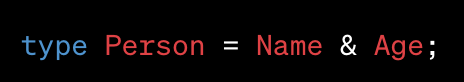 type Person = Name & Age;